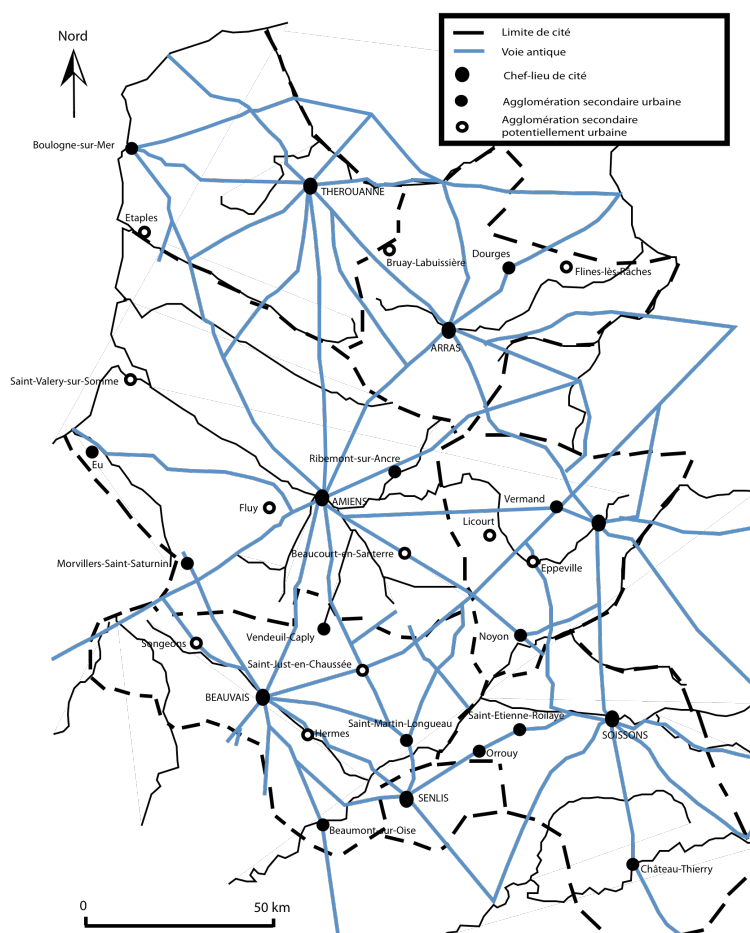 Nord
Limite de cité
Voie antique
Chef-lieu de cité
Agglomération secondaire urbaine
Agglomération secondaire
potentiellement urbaine
Boulogne-sur-Mer
THEROUANNE
Etaples
Bruay-Labuissière
Dourges
Flines-lès-Râches
ARRAS
Saint-Valery-sur-Somme
Eu
Ribemont-sur-Ancre
AMIENS
Fluy
Vermand
Licourt
Beaucourt-en-Santerre
Eppeville
Morvillers-Saint-Saturnin
Vendeuil-Caply
Noyon
Songeons
Saint-Just-en-Chaussée
BEAUVAIS
Saint-Martin-Longueau
Saint-Etienne-Roilaye
Hermes
SOISSONS
Orrouy
SENLIS
Beaumont-sur-Oise
Château-Thierry
0
50 km